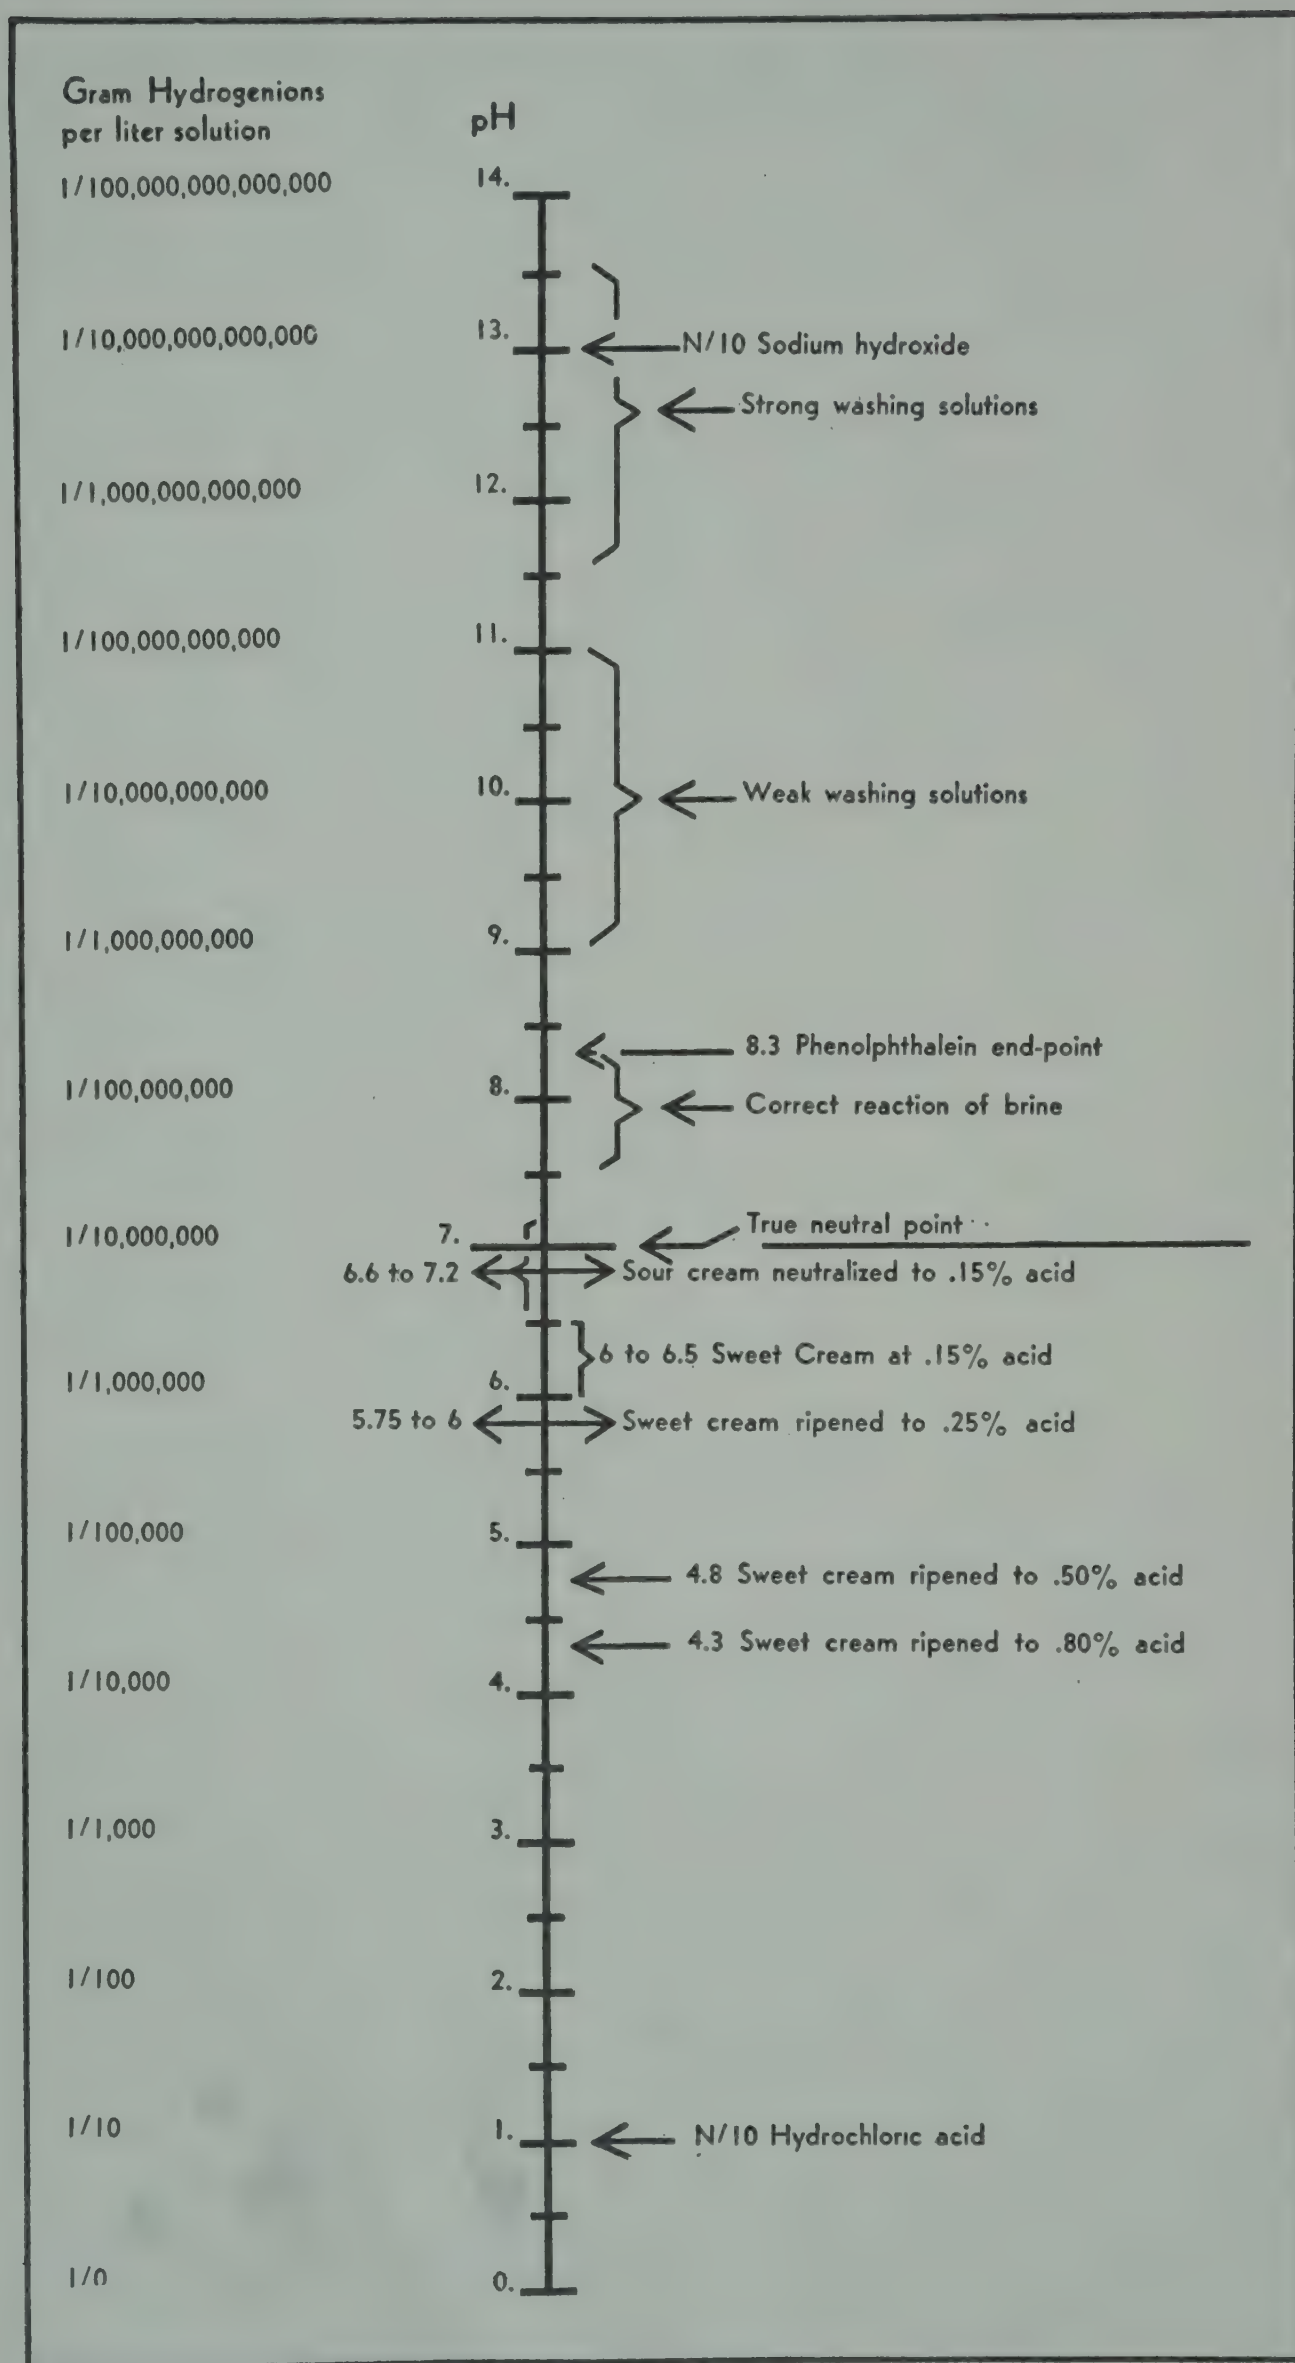 Gram Hydrogenions
per liter solution
pH
1/100,000,000,000,000 14.
1/10,000,000,000,000 13. N/10 Sodium hydroxide
Strong washing solutions
1/1,000,000,000,000 12.
1/100,000,000,000 11.
1/10,000,000,000 10. Weak washing solutions
1/1,000,000,000 9.
8.3 Phenolphthalein end-point
1/100,000,000 8. Correct reaction of brine
1/10,000,000 7. True neutral point
6.6 to 7.2 Sour cream neutralized to .15% acid
6 to 6.5 Sweet Cream at .15% acid
1/1,000,000 6.
5.75 to 6 Sweet cream ripened to .25% acid
1/100,000 5.
4.8 Sweet cream ripened to .50% acid
4.3 Sweet cream ripened to .80% acid
1/10,000 4.
1/1,000 3.
1/100 2.
1/10 1. N/10 Hydrochloric acid
1/0 0.